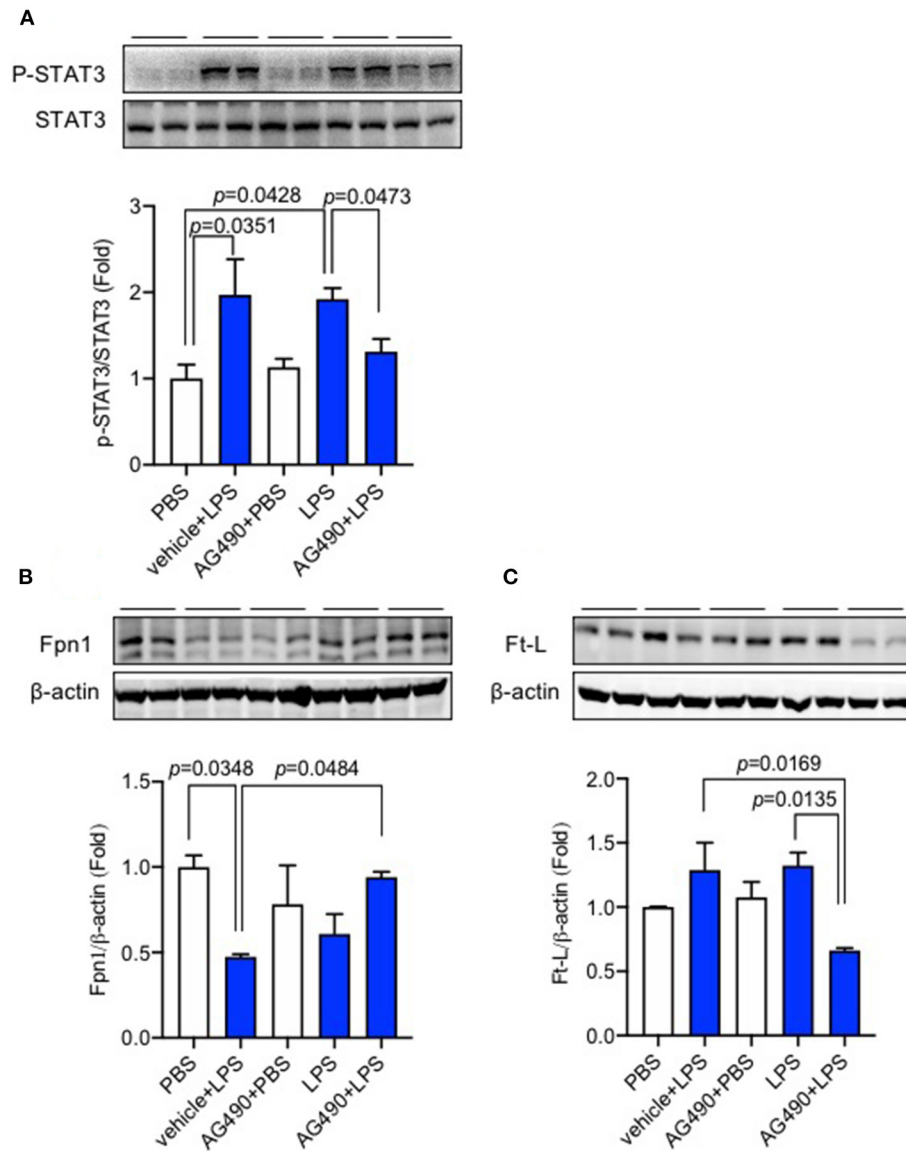 A
P-STAT3
STAT3
p=0.0428
p=0.0473
p=0.0351
3
2
1
0
p-STAT3/STAT3 (Fold)
PBS
vehicle+LPS
AG490+PBS
LPS
AG490+LPS
B
Fpn1
β-actin
p=0.0348
p=0.0484
1.5
1.0
0.5
0.0
Fpn1/β-actin (Fold)
PBS
vehicle+LPS
AG490+PBS
LPS
AG490+LPS
C
Ft-L
β-actin
p=0.0169
p=0.0135
2.0
1.5
1.0
0.5
0.0
Ft-L/β-actin (Fold)
PBS
vehicle+LPS
AG490+PBS
LPS
AG490+LPS